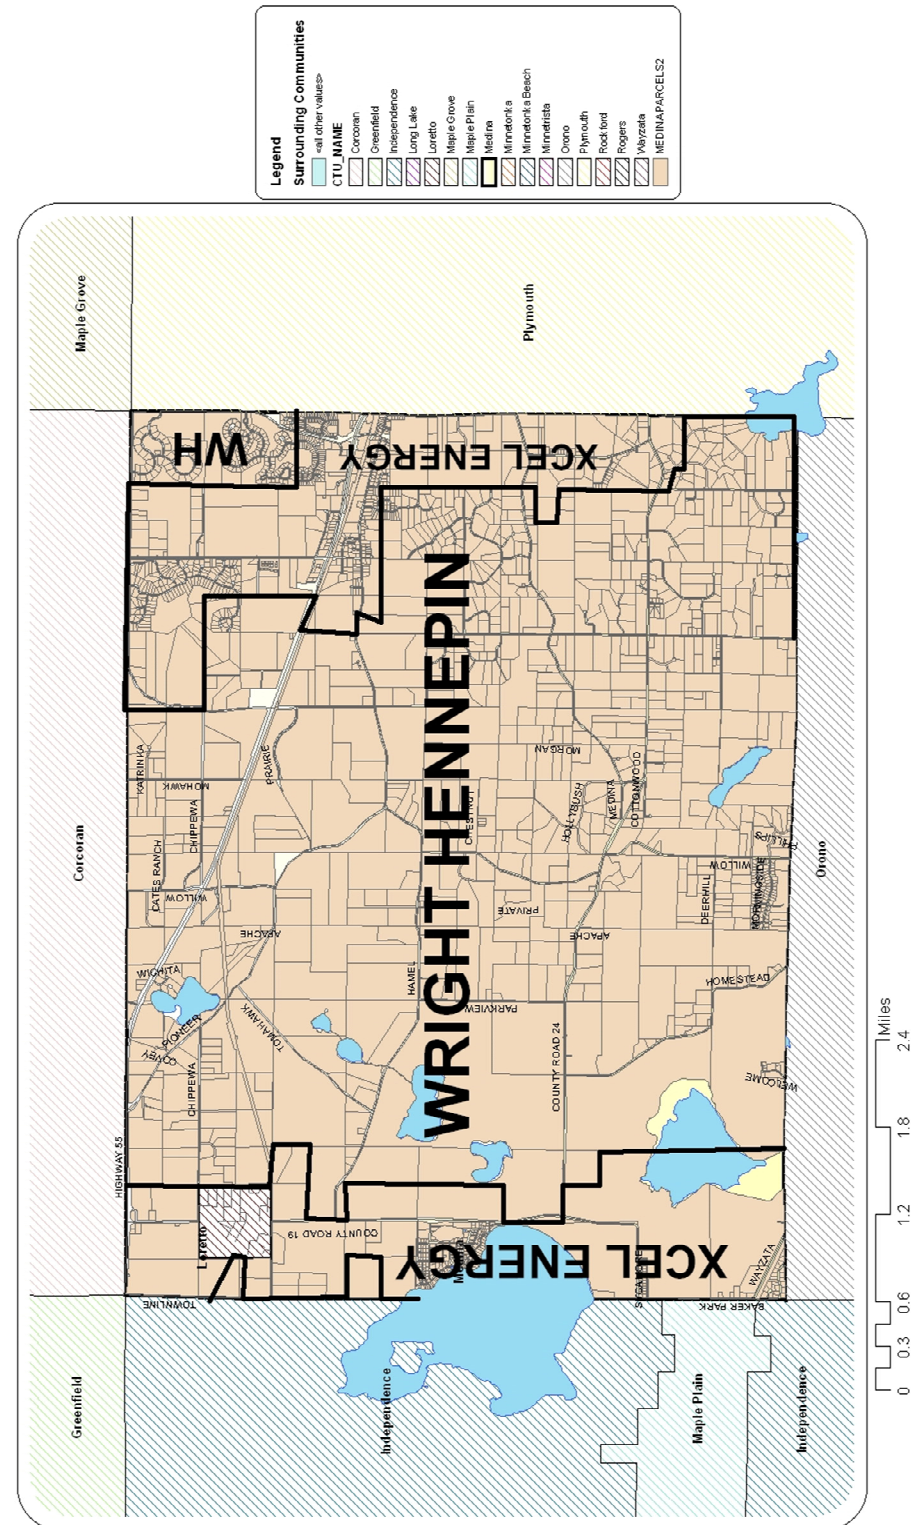 Legend
Surrounding Communities
<all other values>
CTU_NAME
Corcoran
Greenfield
Independence
Long Lake
Loretto
Maple Grove
Maple Plain
Medina
Minnetonka
Minnetonka Beach
Minnetrista
Orono
Plymouth
Rockford
Rogers
Wayzata
MEDINAPARCELS2
Greenfield
Corcoran
Maple Grove
HIGHWAY 55
TOWNLINE
Loretto
CHIPPEWA
COVEY
PIONEER
WICHITA
CATES RANCH
WILLOW
CHIPPEWA
MOHAWK
KATRINKA
WH
TOMAHAWK
APACHE
PRAIRIE
COUNTY ROAD 19
HAMEL
XCEL ENERGY
WRIGHT HENNEPIN
XCEL ENERGY
Plymouth
Independence
PARKVIEW
PRIVATE
MORGAN
COUNTY ROAD 24
APACHE
HOLLYBUSH
MEDINA
COTTONWOOD
SYCAMORE
Maple Plain
BAKER PARK
WAYZATA
HOMESTEAD
DEERHILL
WILLOW
MORNINGSIDE
PHILLIPS
WELCOME
Independence
Orono
0 0.3 0.6 1.2 1.8 2.4
Miles